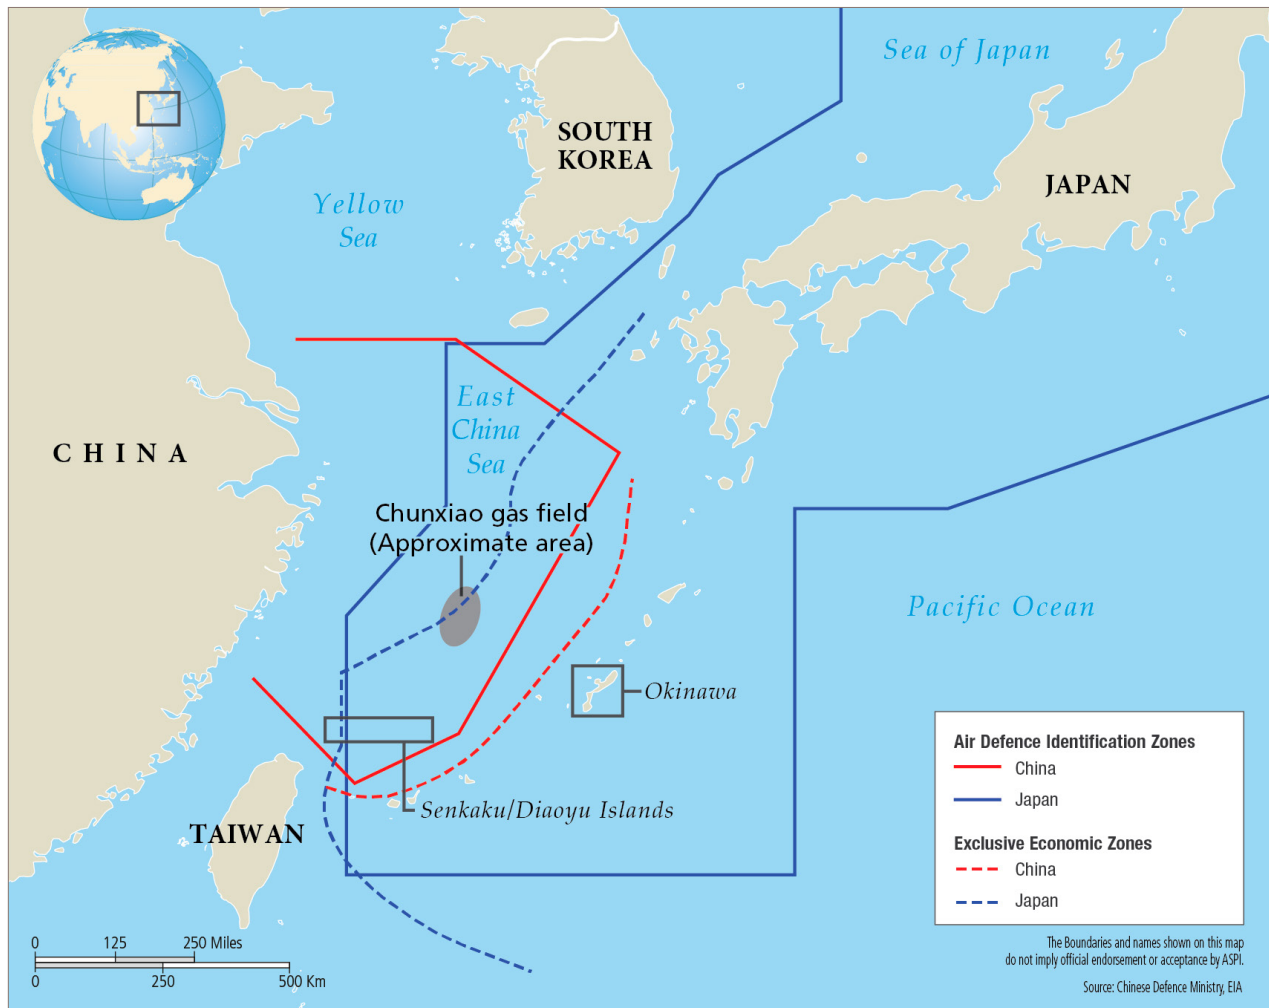 Sea of Japan
SOUTH
KOREA
JAPAN
Yellow
Sea
East
China
Sea
CHINA
Chunxiao gas field
(Approximate area)
Pacific Ocean
Okinawa
Senkaku/Diaoyu Islands
TAIWAN
Air Defence Identification Zones
China
Japan
Exclusive Economic Zones
China
Japan
0 125 250 Miles
0 250 500 Km
The Boundaries and names shown on this map
do not imply official endorsement or acceptance by ASPI.
Source: Chinese Defence Ministry, EIA